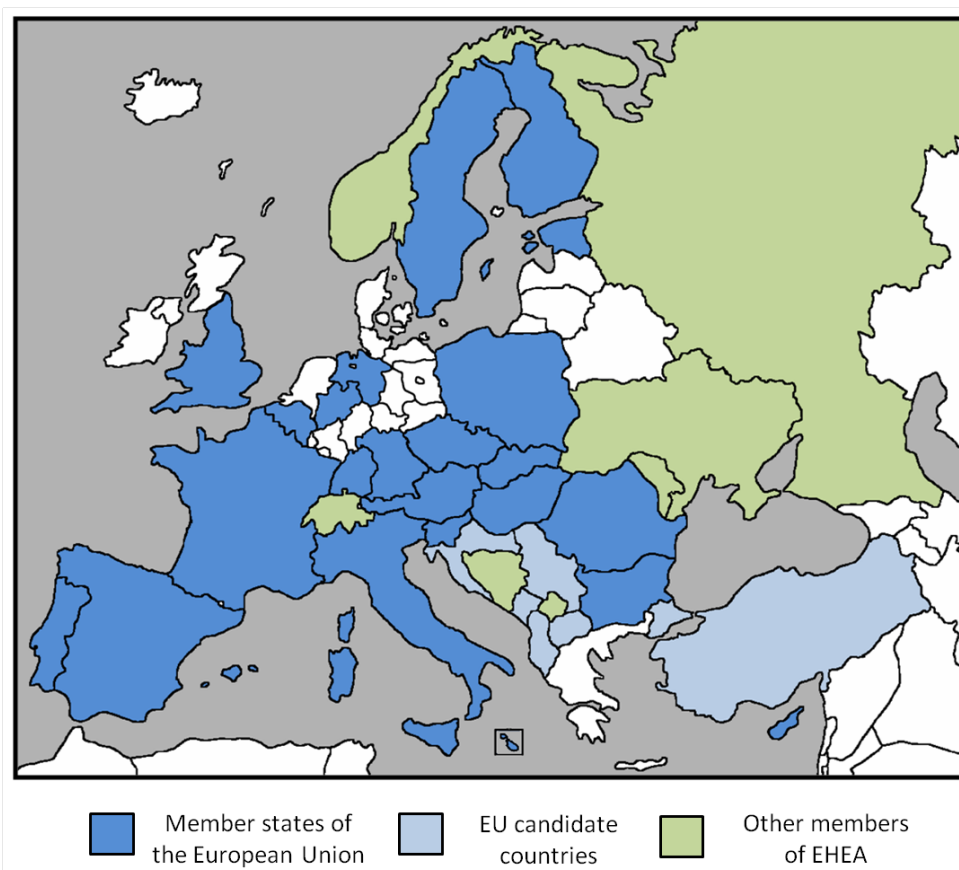 Member states of
the European Union
EU candidate
countries
Other members
of EHEA